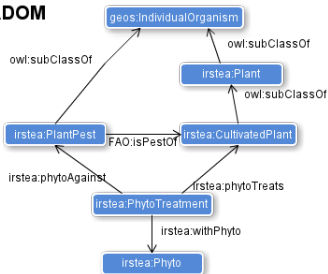 ADOM
geos:IndividualOrganism
owl:subClassOf
owl:subClassOf
irstea:Plant
owl:subClassOf
irstea:PlantPest
FAO:isPestOf
irstea:CultivatedPlant
irstea:phytoAgainst
irstea:phytoTreats
irstea:PhytoTreatment
irstea:withPhyto
irstea:Phyto